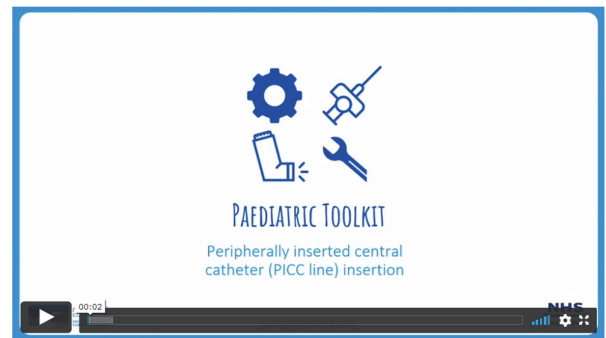 PAEDIATRIC TOOLKIT
Peripherally inserted central
catheter (PICC line) insertion
00:02
NHS